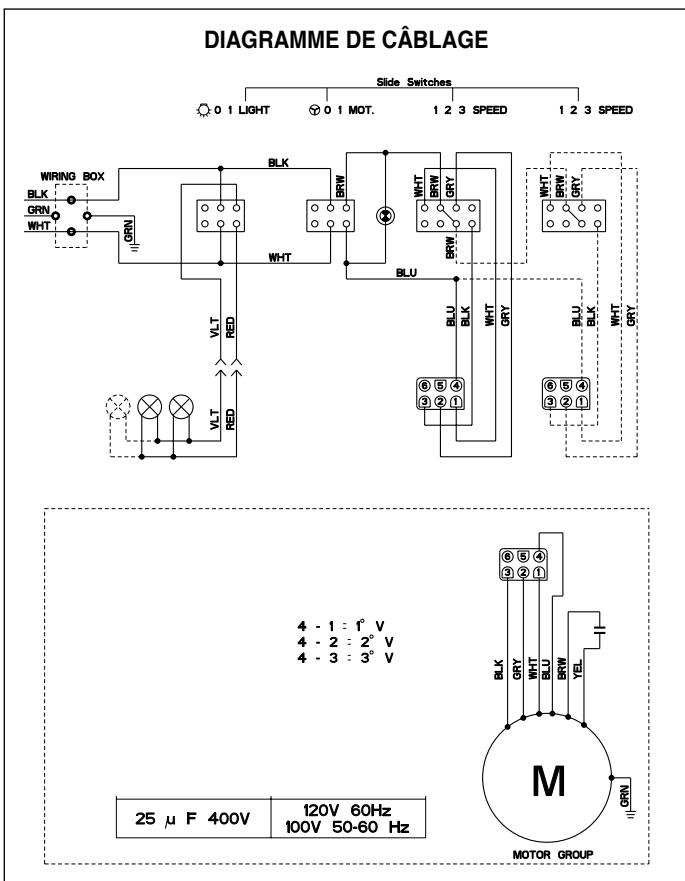 DIAGRAMME DE CÂBLAGE
Slide Switches
0 1 LIGHT
0 1 MOT.
1 2 3 SPEED
1 2 3 SPEED
WIRING BOX
BLK
GRN
WHT
GRN
BLK
WHT
BRW
WHT
BRW
GRY
BRW
WHT
BRW
GRY
BLU
VLT
RED
BLU
BLK
WHT
GRY
BLU
BLK
WHT
GRY
VLT
RED
6 5 4
3 2 1
6 5 4
3 2 1
6 5 4
3 2 1
4 - 1 = 1° V
4 - 2 = 2° V
4 - 3 = 3° V
BLK
GRY
WHT
BLU
BRW
YEL
M
GRN
MOTOR GROUP
25 µ F 400V
120V 60Hz
100V 50-60 Hz